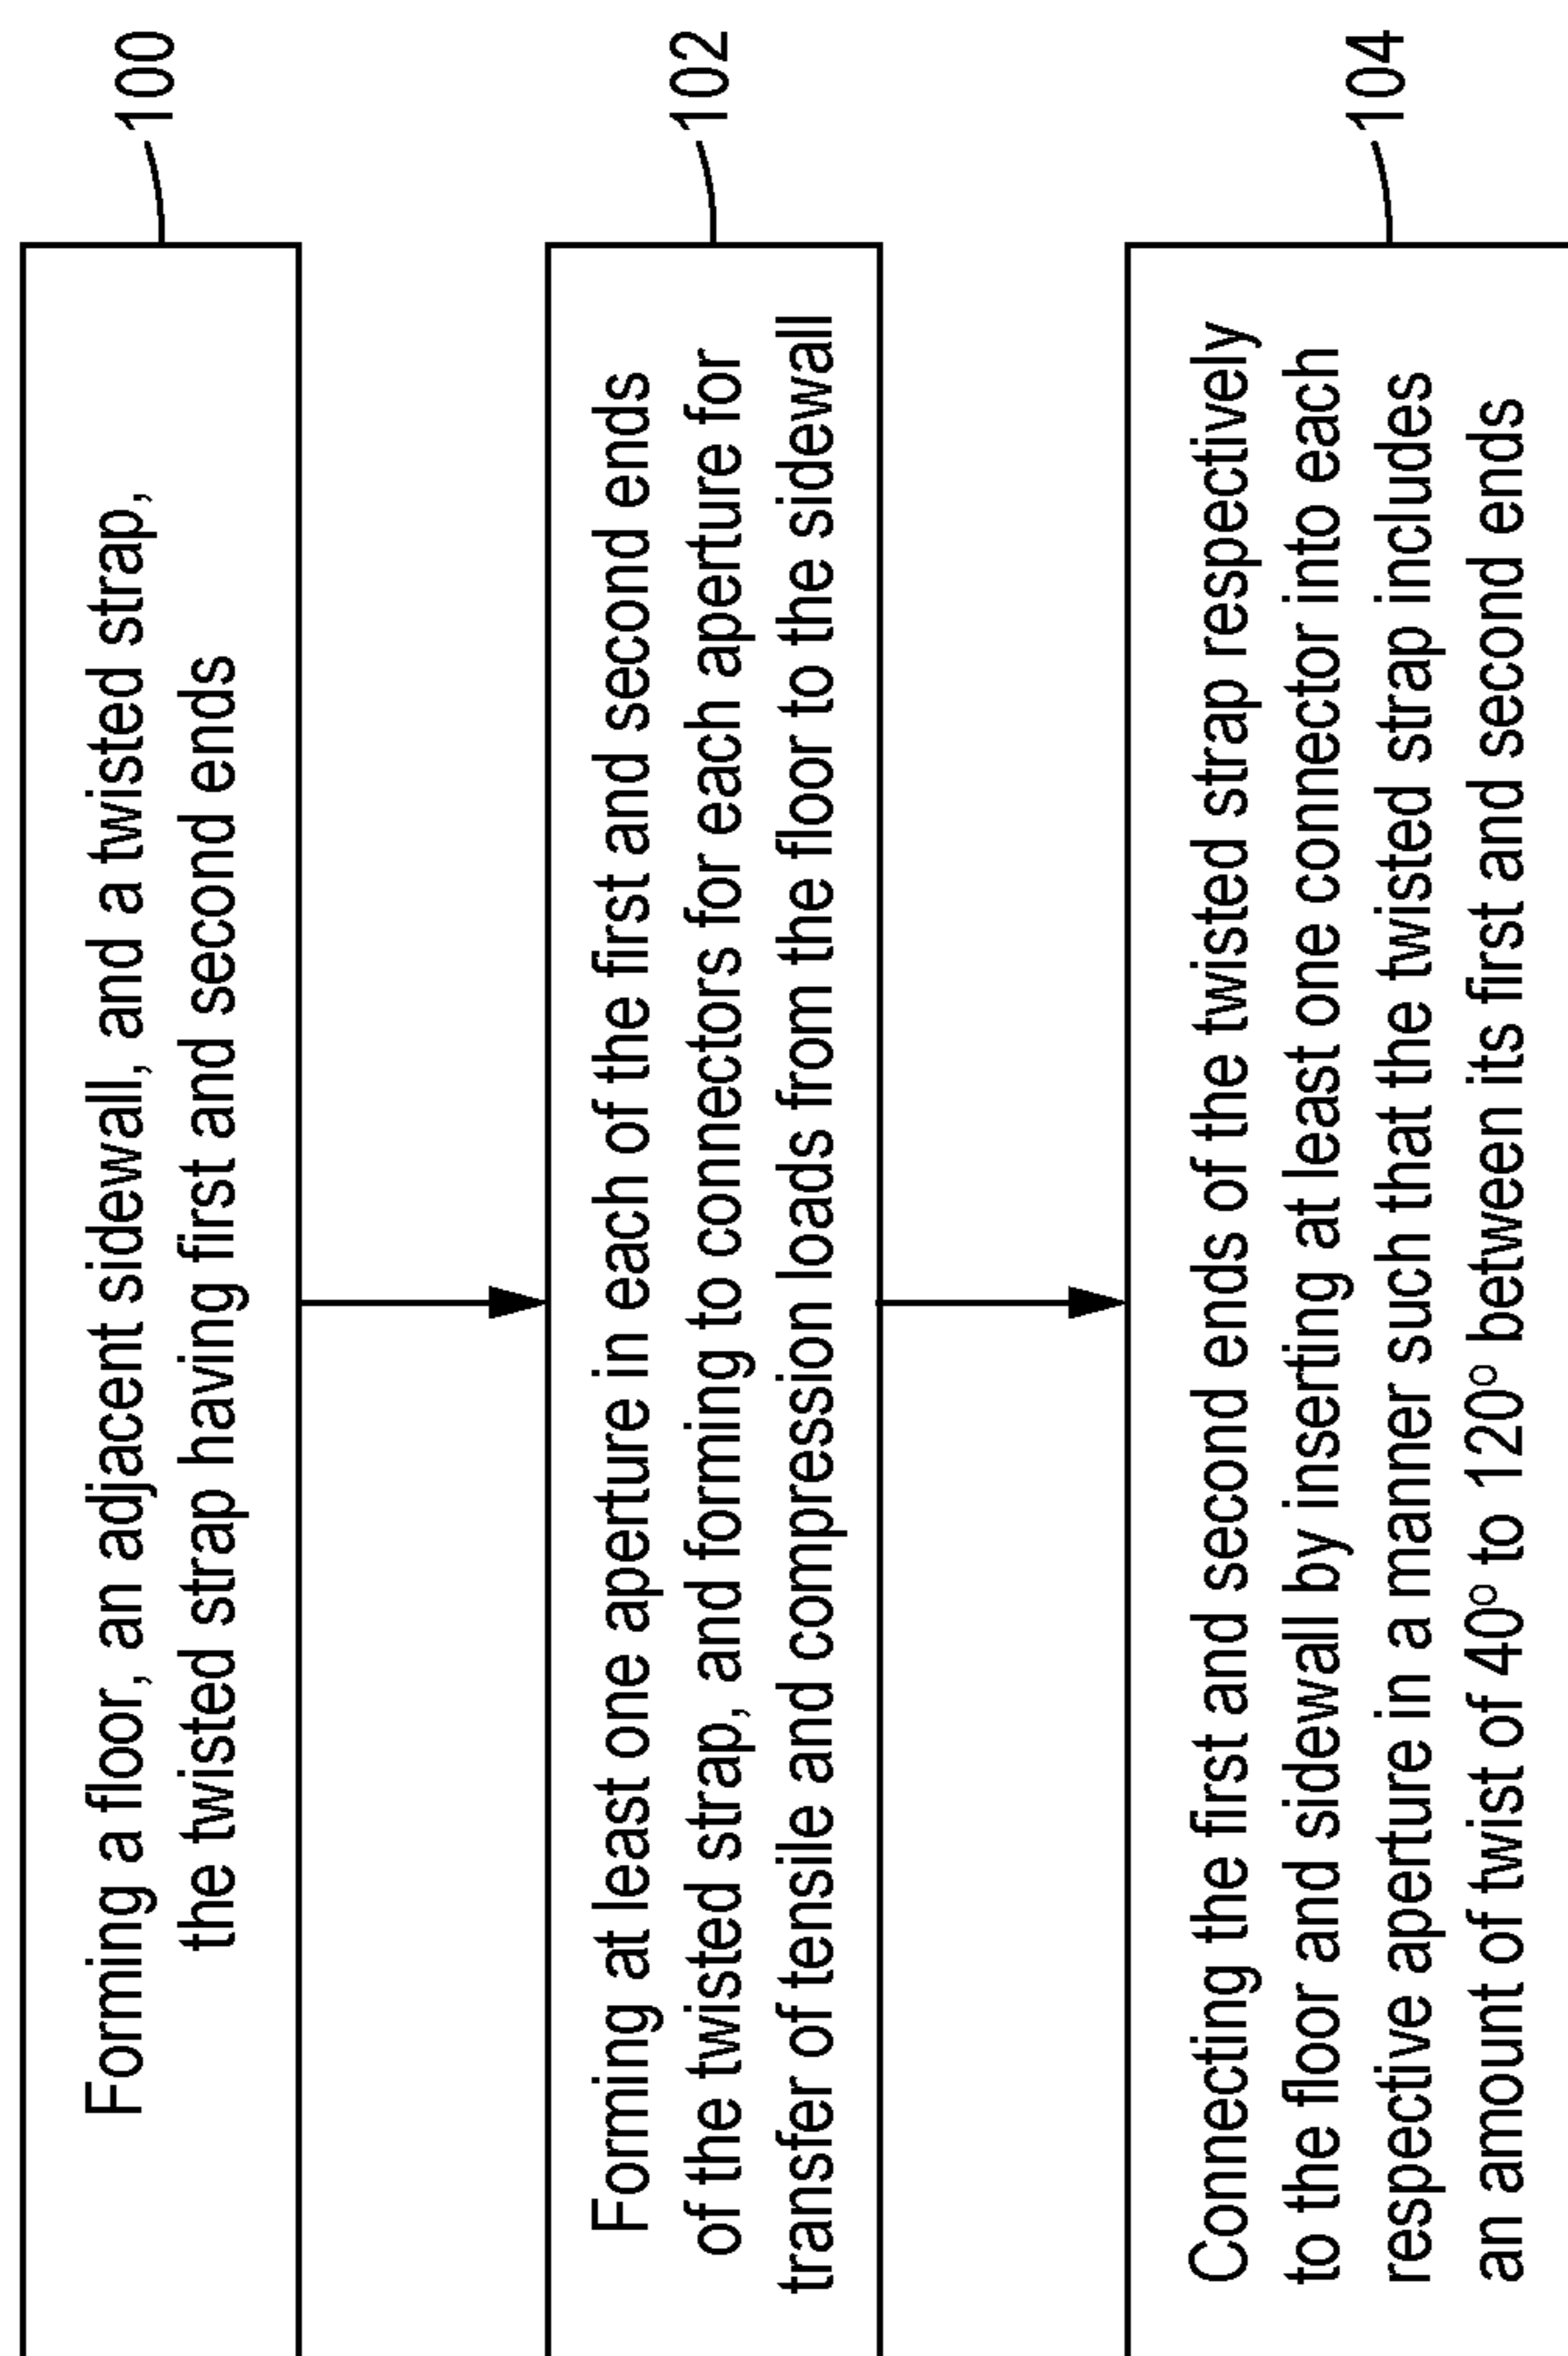 Forming a floor, an adjacent sidewall, and a twisted strap,
the twisted strap having first and second ends
100
Forming at least one aperture in each of the first and second ends
of the twisted strap, and forming to connectors for each aperture for
transfer of tensile and compression loads from the floor to the sidewall
102
Connecting the first and second ends of the twisted strap respectively
to the floor and sidewall by inserting at least one connector into each
respective aperture in a manner such that the twisted strap includes
an amount of twist of 40° to 120° between its first and second ends
104